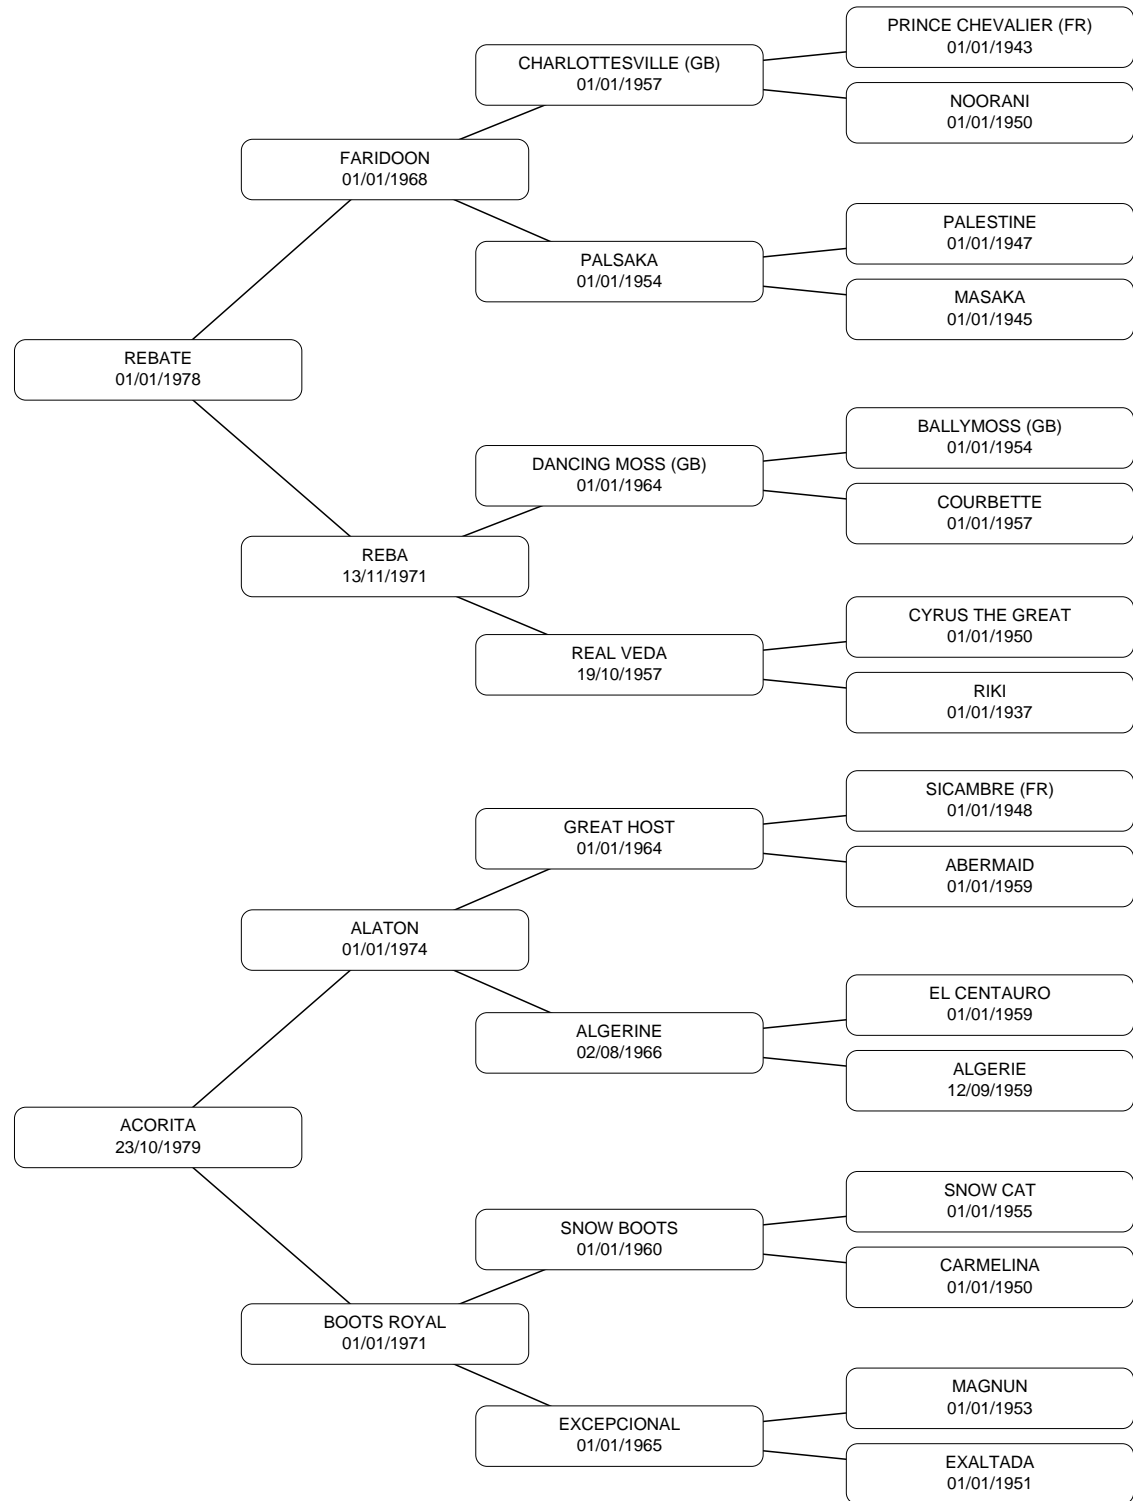 PRINCE CHEVALIER (FR)
01/01/1943
CHARLOTTESVILLE (GB)
01/01/1957
NOORANI
01/01/1950
FARIDOON
01/01/1968
PALESTINE
01/01/1947
PALSAKA
01/01/1954
MASAKA
01/01/1945
REBATE
01/01/1978
BALLYMOSS (GB)
01/01/1954
DANCING MOSS (GB)
01/01/1964
COURBETTE
01/01/1957
REBA
13/11/1971
CYRUS THE GREAT
01/01/1950
REAL VEDA
19/10/1957
RIKI
01/01/1937
SICAMBRE (FR)
01/01/1948
GREAT HOST
01/01/1964
ABERMAID
01/01/1959
ALATON
01/01/1974
EL CENTAURO
01/01/1959
ALGERINE
02/08/1966
ALGERIE
12/09/1959
ACORITA
23/10/1979
SNOW CAT
01/01/1955
SNOW BOOTS
01/01/1960
CARMELINA
01/01/1950
BOOTS ROYAL
01/01/1971
MAGNUN
01/01/1953
EXCEPCIONAL
01/01/1965
EXALTADA
01/01/1951